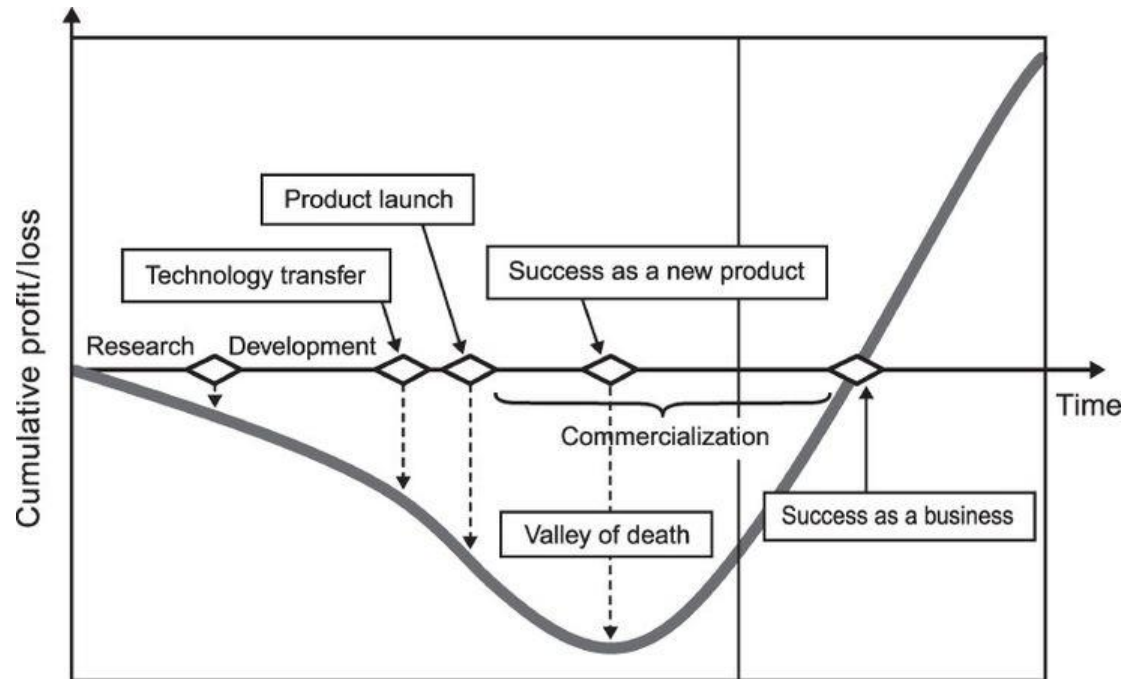 Product launch
Technology transfer
Success as a new product
Research
Development
Time
Cumulative profit/loss
Commercialization
Success as a business
Valley of death